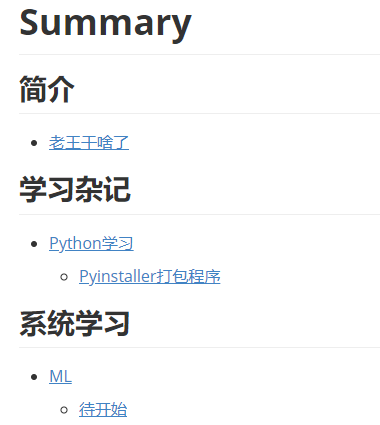 Summary
简介
老王干啥了
学习杂记
Python学习
Pyinstaller打包程序
系统学习
ML
待开始